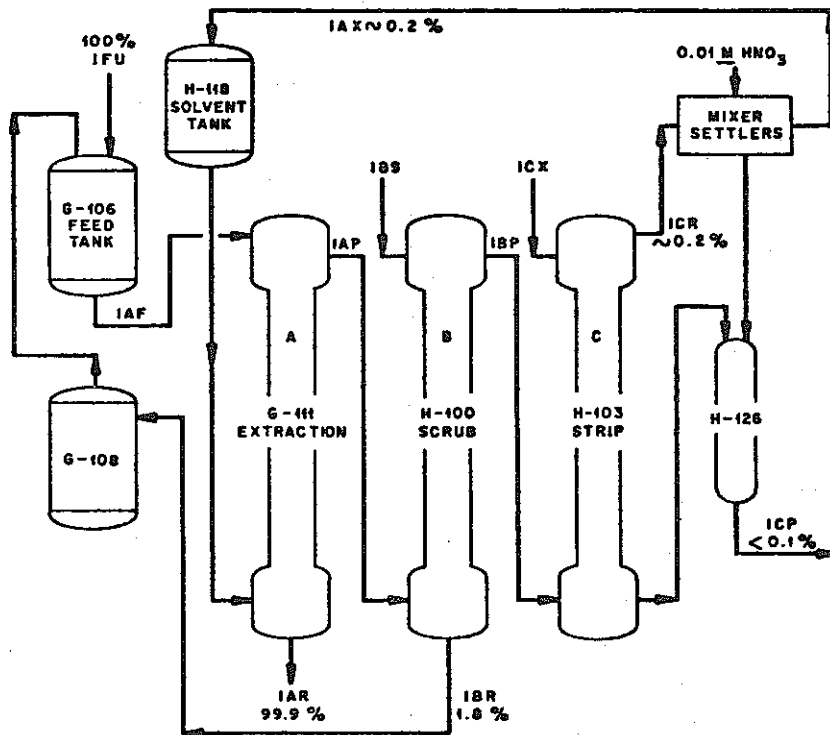 IAX~0.2 %
100%
IFU
H-118
SOLVENT
TANK
0.01 M HNO3
MIXER
SETTLERS
G-106
FEED
TANK
IBS
ICX
ICR
~0.2%
IAP
IBP
IAF
A
B
C
G-111
EXTRACTION
H-100
SCRUB
H-103
STRIP
H-126
G-108
ICP
<0.1%
IAR
99.9 %
IBR
1.8 %